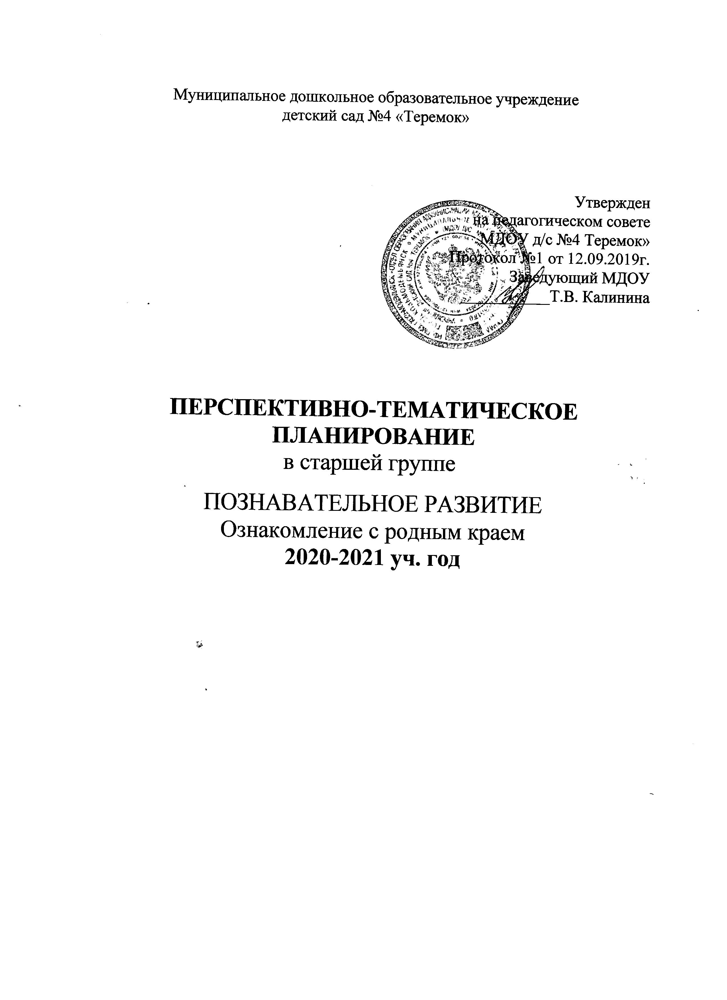 Муниципальное дошкольное образовательное учреждение
детский сад №4 «Теремок»
Утвержден
на педагогическом совете
МДОУ д/с №4 Теремок»
Протокол №1 от 12.09.2019г.
Заведующий МДОУ
Т.В. Калинина
ПЕРСПЕКТИВНО-ТЕМАТИЧЕСКОЕ
ПЛАНИРОВАНИЕ
в старшей группе
ПОЗНАВАТЕЛЬНОЕ РАЗВИТИЕ
Ознакомление с родным краем
2020-2021 уч. год